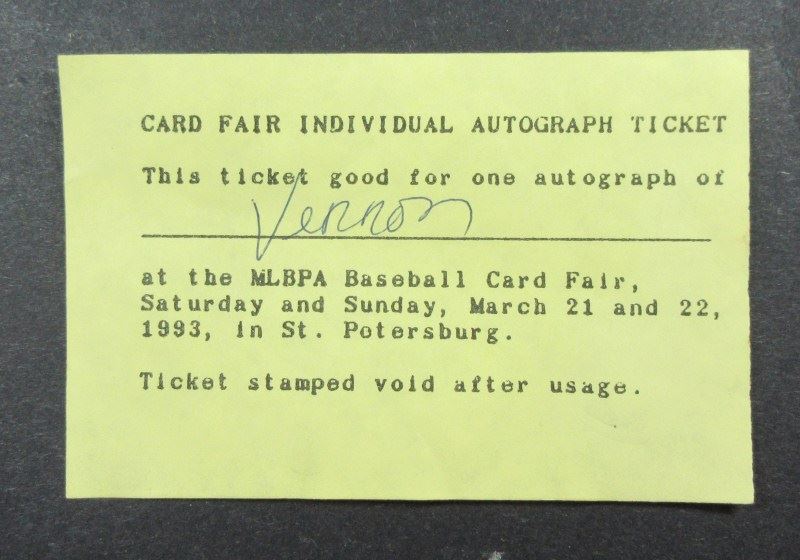 CARD FAIR INDIVIDUAL AUTOGRAPH TICKET
This ticket good for one autograph of
Vernon
at the MLBPA Baseball Card Fair,
Saturday and Sunday, March 21 and 22,
1993, in St. Potersburg.
Ticket stamped void after usage.